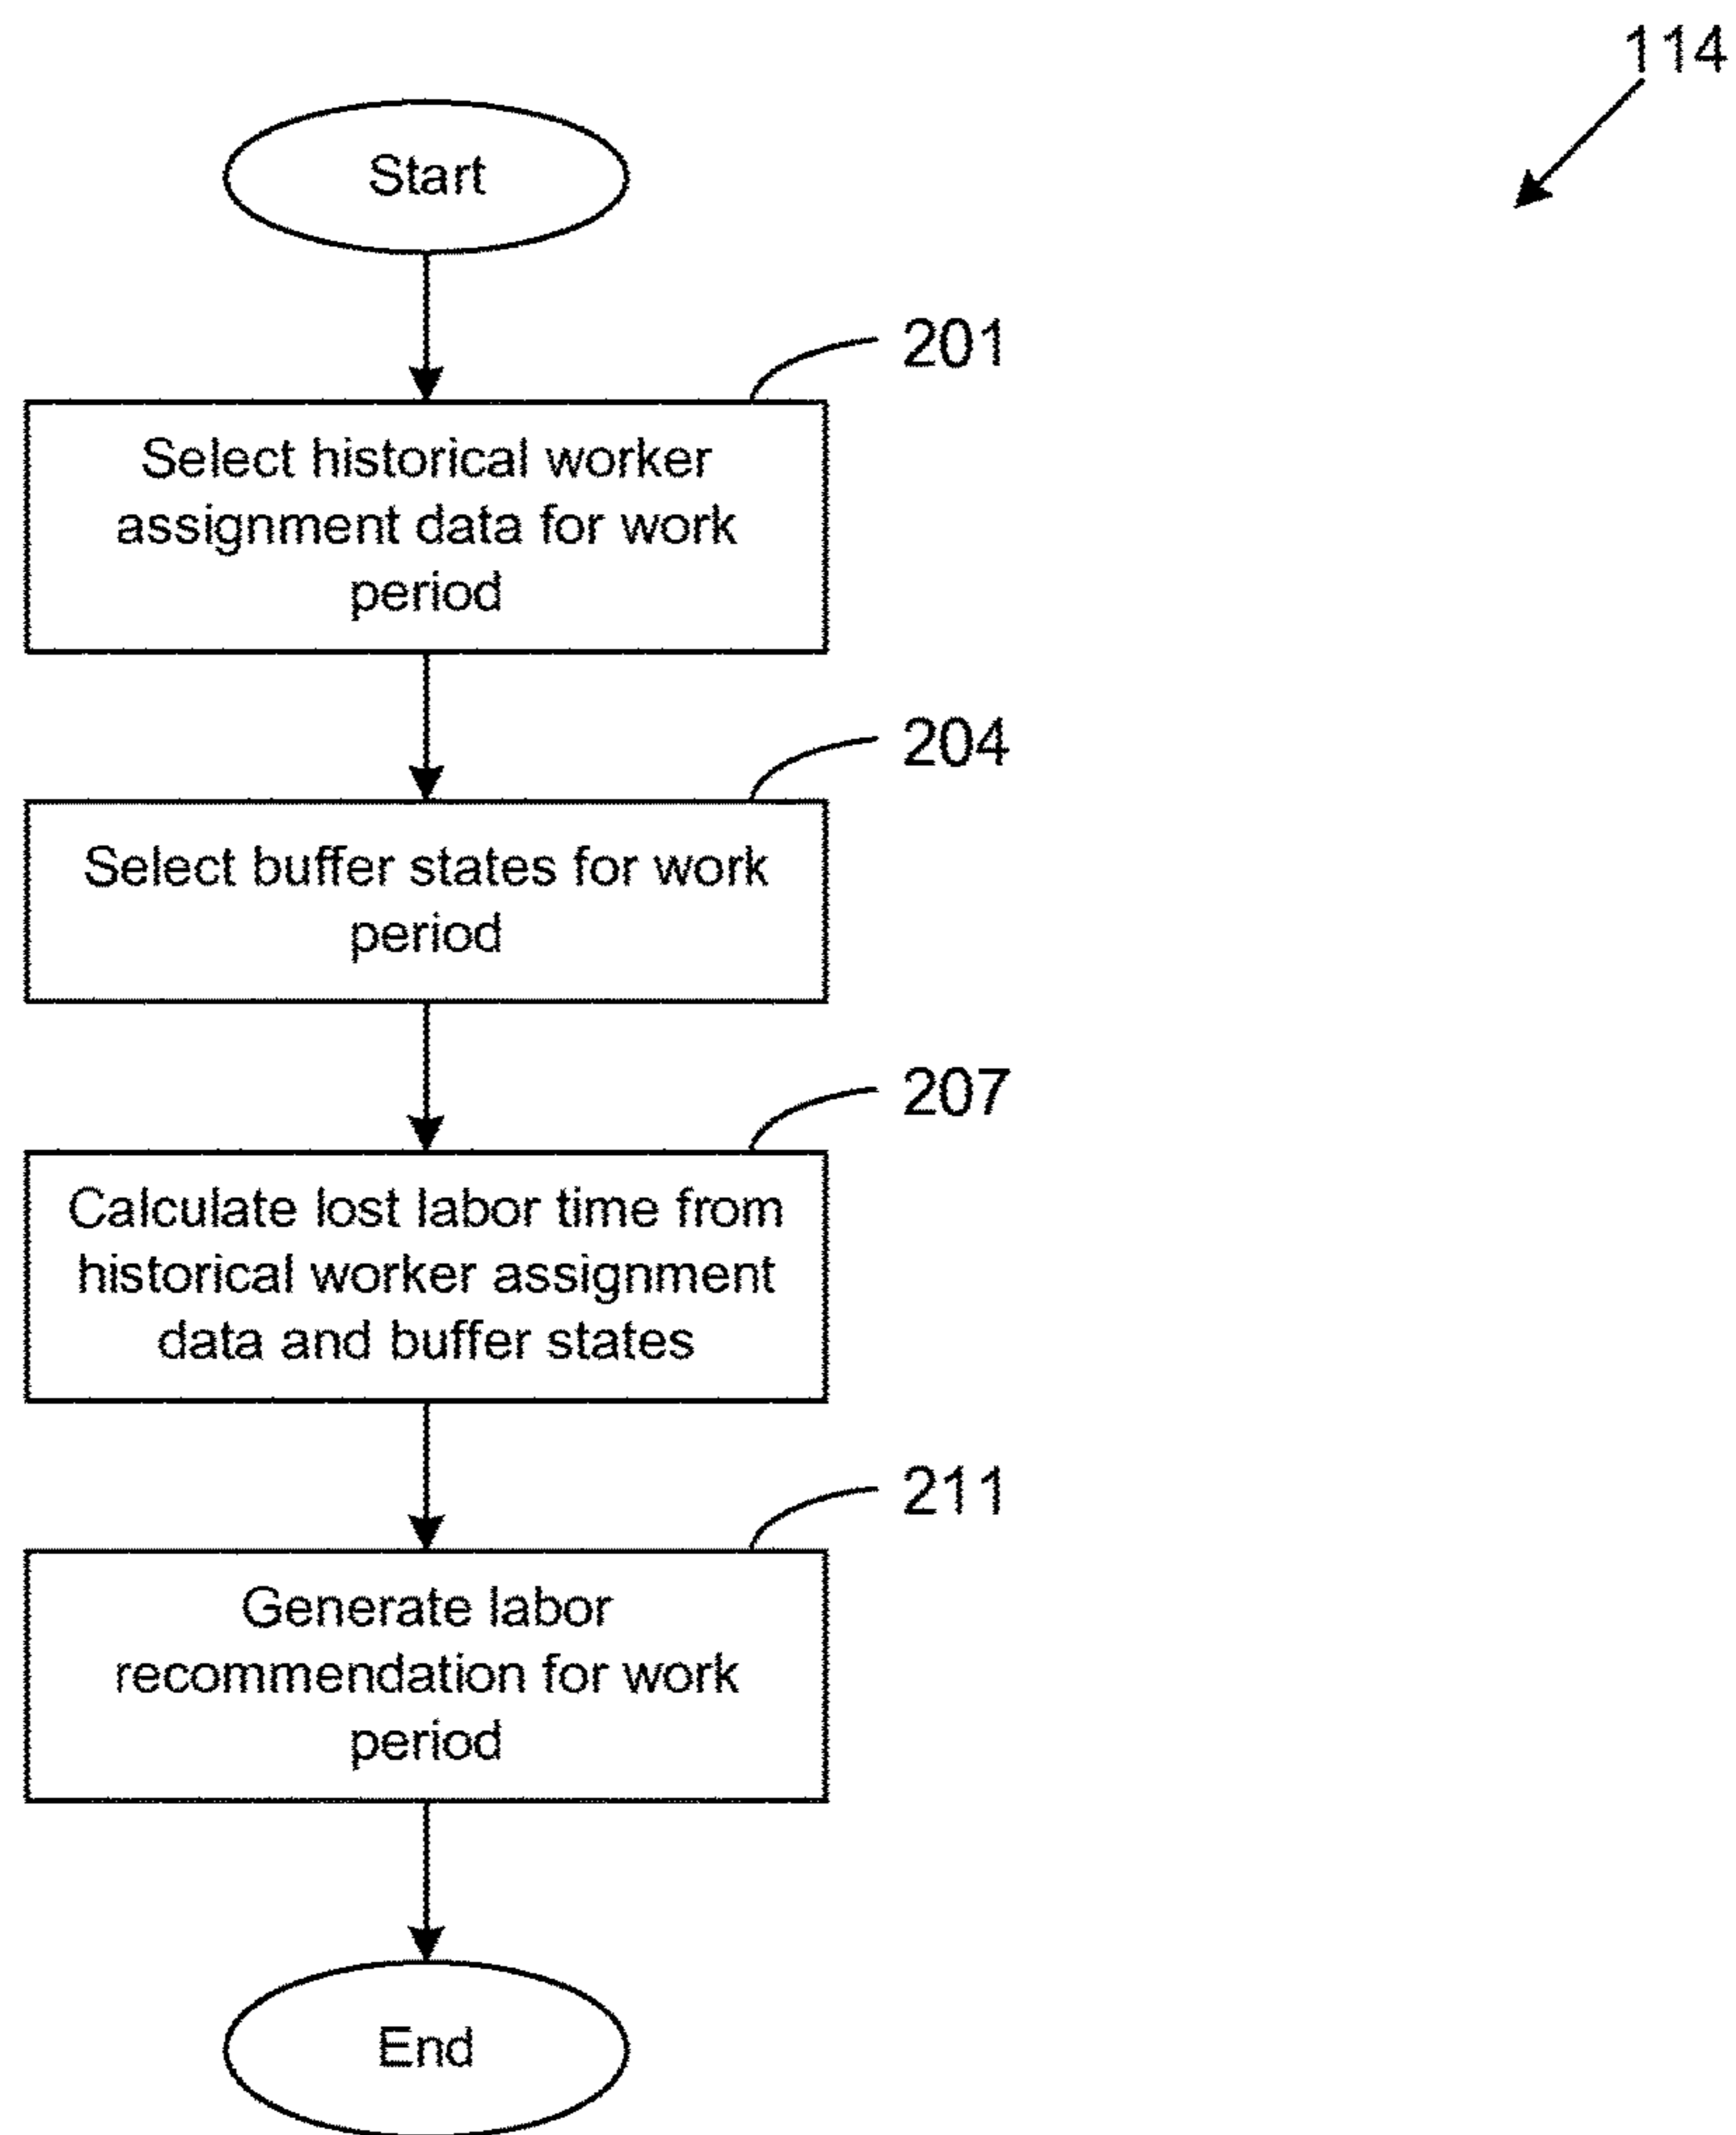 114
Start
201
Select historical worker
assignment data for work
period
204
Select buffer states for work
period
207
Calculate lost labor time from
historical worker assignment
data and buffer states
211
Generate labor
recommendation for work
period
End